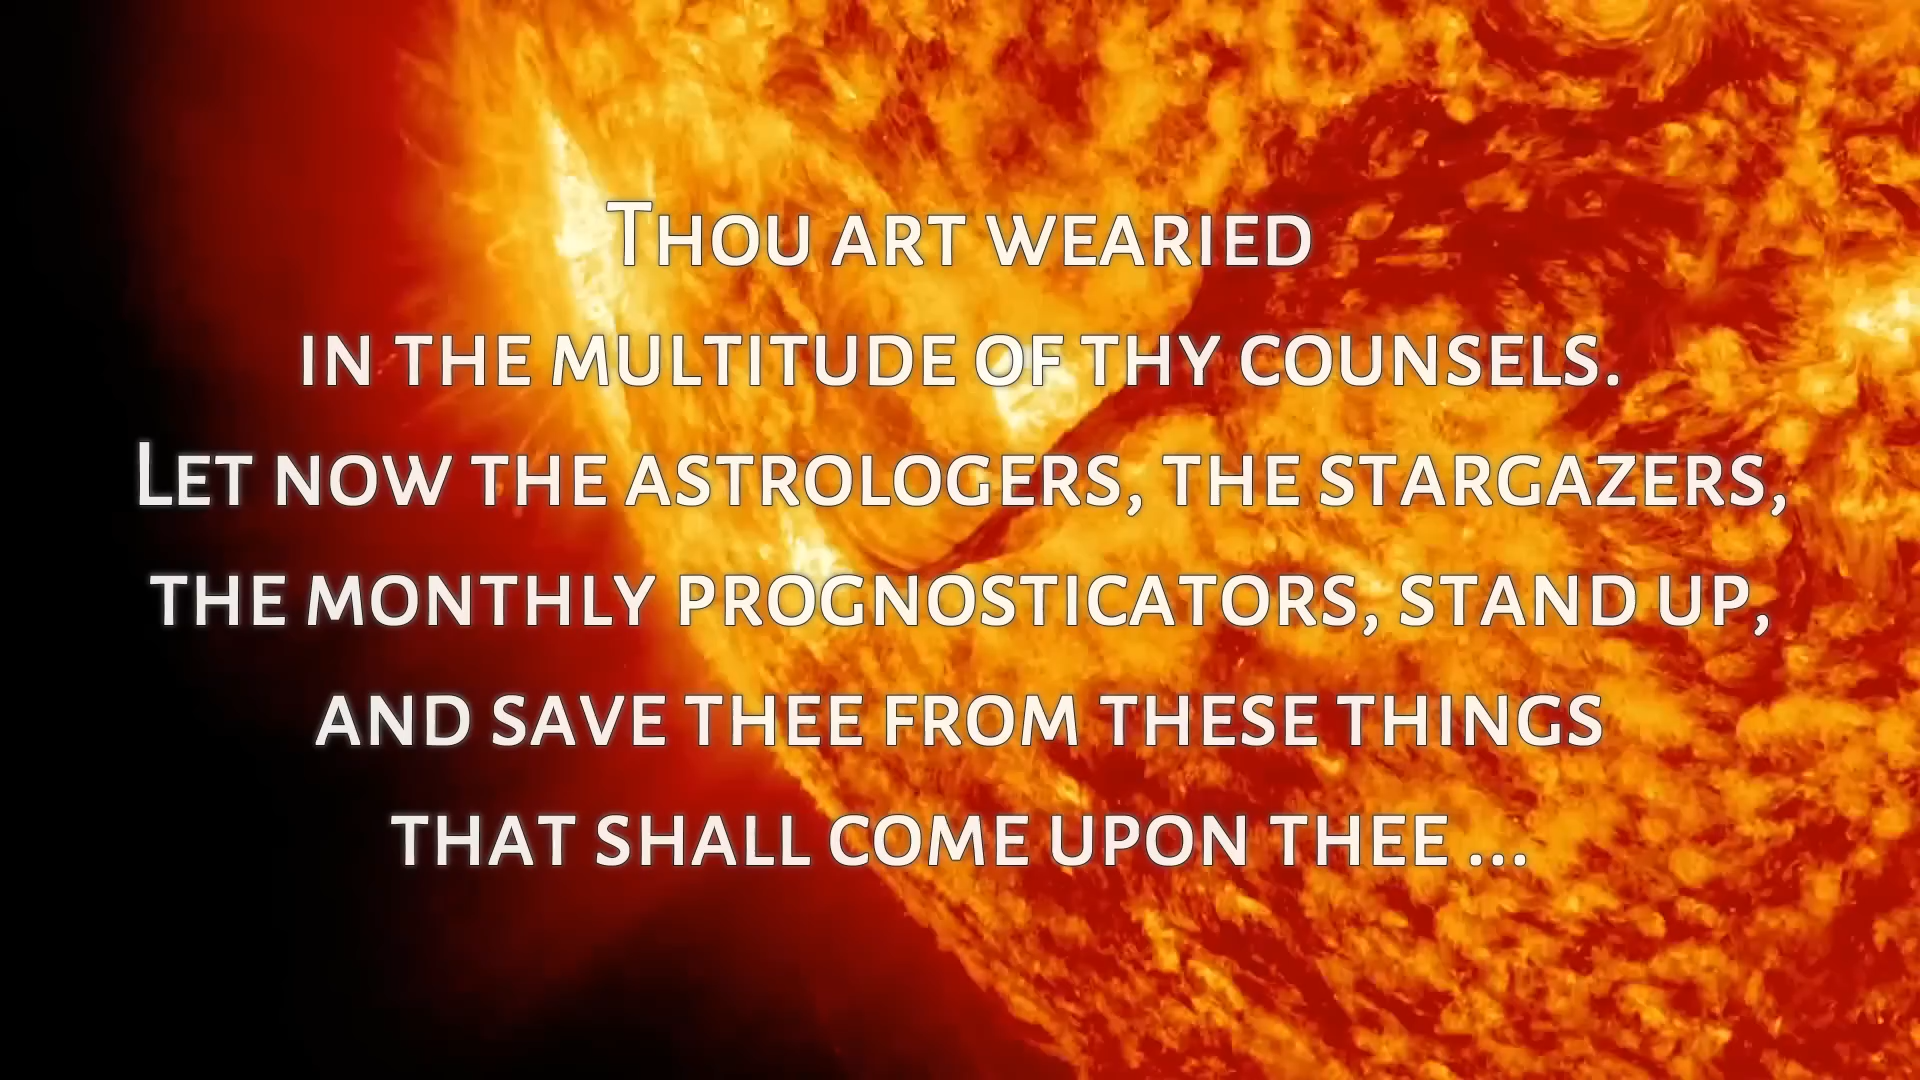 Thou art wearied
in the multitude of thy counsels.
Let now the astrologers, the stargazers,
the monthly prognosticators, stand up,
and save thee from these things
that shall come upon thee ...